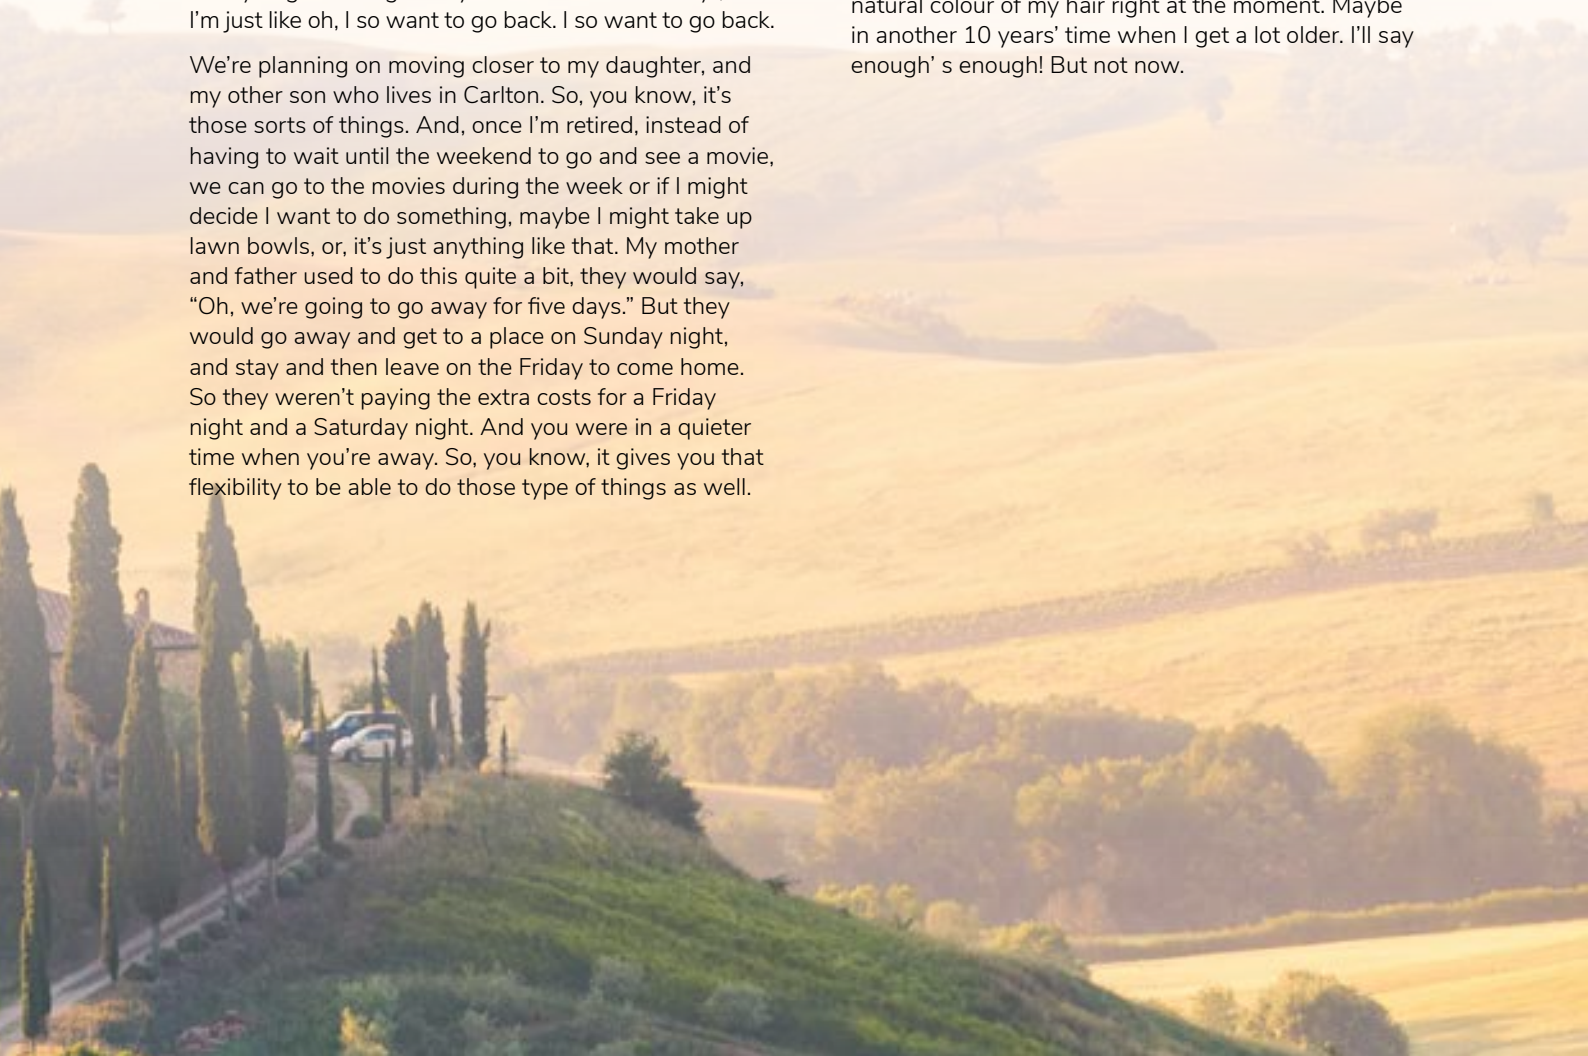 I'm just like oh, I so want to go back. I so want to go back.
We're planning on moving closer to my daughter, and
my other son who lives in Carlton. So, you know, it's
those sorts of things. And, once I'm retired, instead of
having to wait until the weekend to go and see a movie,
we can go to the movies during the week or if I might
decide I want to do something, maybe I might take up
lawn bowls, or, it's just anything like that. My mother
and father used to do this quite a bit, they would say,
“Oh, we're going to go away for five days.” But they
would go away and get to a place on Sunday night,
and stay and then leave on the Friday to come home.
So they weren't paying the extra costs for a Friday
night and a Saturday night. And you were in a quieter
time when you're away. So, you know, it gives you that
flexibility to be able to do those type of things as well.
natural colour of my hair right at the moment. Maybe
in another 10 years' time when I get a lot older. I'll say
enough' s enough! But not now.